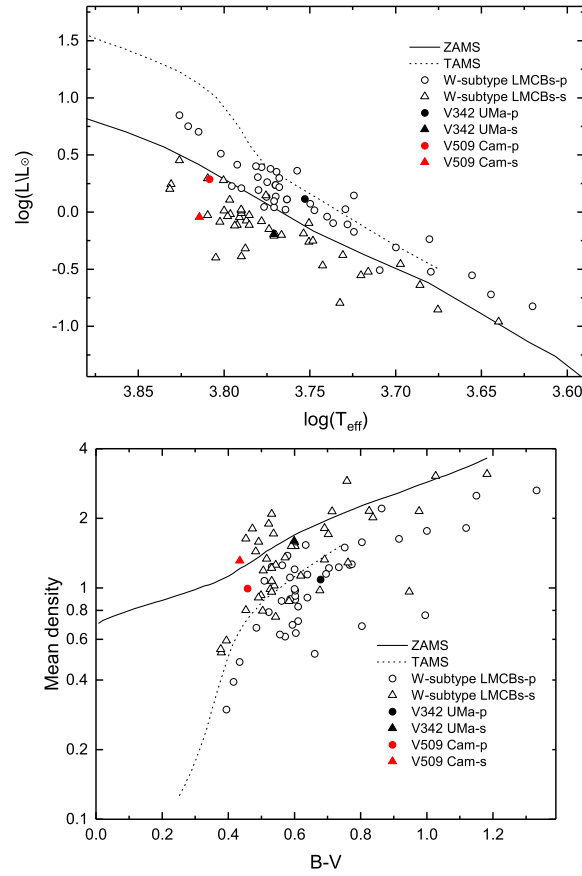 1.5
1.0
0.5
0.0
-0.5
-1.0
log(L\L☉)
ZAMS
TAMS
W-subtype LMCBs-p
W-subtype LMCBs-s
V342 UMa-p
V342 UMa-s
V509 Cam-p
V509 Cam-s
3.85 3.80 3.75 3.70 3.65 3.60
log(Teff)
4
2
1
0.8
0.6
0.4
0.2
0.1
Mean density
ZAMS
TAMS
W-subtype LMCBs-p
W-subtype LMCBs-s
V342 UMa-p
V342 UMa-s
V509 Cam-p
V509 Cam-s
0.0 0.2 0.4 0.6 0.8 1.0 1.2
B-V